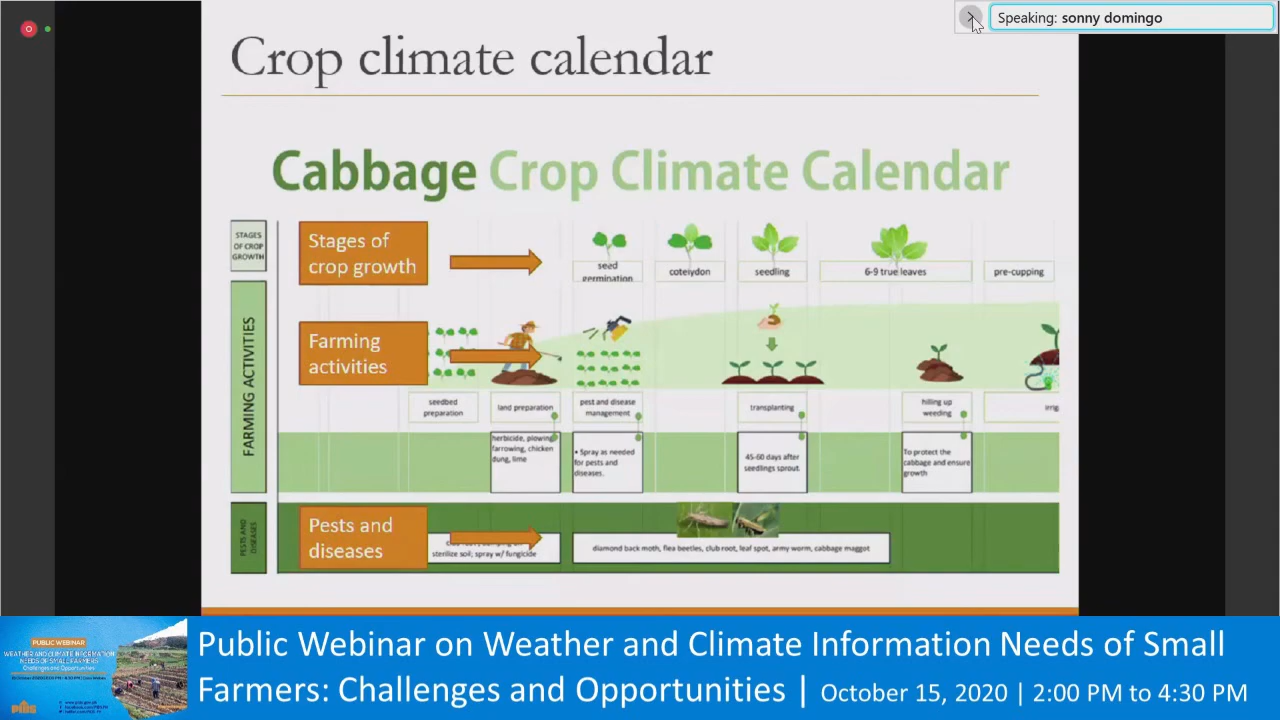 Speaking: sonny domingo
Crop climate calendar
Cabbage Crop Climate Calendar
STAGES
OF CROP
GROWTH
Stages of
crop growth
seed
germination
coteiydon
seedling
6-9 true leaves
pre-cupping
FARMING ACTIVITIES
Farming
activities
seedbed
preparation
land preparation
pest and disease
management
transplanting
hilling up
weeding
irrig
herbicide, plowing,
farrowing, chicken
dung, lime
• Spray as needed
for pests and
diseases.
45-60 days after
seedlings sprout.
To protect the
cabbage and ensure
growth
PESTS AND
DISEASES
Pests and
diseases
sterilize soil; spray w/ fungicide
diamond back moth, flea beetles, club root, leaf spot, army worm, cabbage maggot
PUBLIC WEBINAR
WEATHER AND CLIMATE INFORMATION
NEEDS OF SMALL FARMERS:
Challenges and Opportunities
Public Webinar on Weather and Climate Information Needs of Small
Farmers: Challenges and Opportunities | October 15, 2020 | 2:00 PM to 4:30 PM